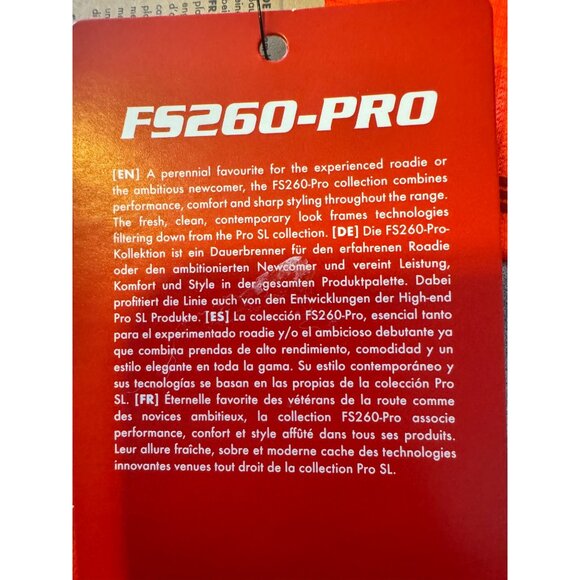 FS260-PRO
[EN] A perennial favourite for the experienced roadie or
the ambitious newcomer, the FS260-Pro collection combines
performance, comfort and sharp styling throughout the range.
The fresh, clean, contemporary look frames technologies
filtering down from the Pro SL collection. [DE] Die FS260-Pro-
Kollektion ist ein Dauerbrenner für den erfahrenen Roadie
oder den ambitionierten Newcomer und vereint Leistung,
Komfort und Style in der gesamten Produktpalette. Dabei
profitiert die Linie auch von den Entwicklungen der High-end
Pro SL Produkte. [ES] La colección FS260-Pro, esencial tanto
para el experimentado roadie y/o el ambicioso debutante ya
que combina prendas de alto rendimiento, comodidad y un
estilo elegante en toda la gama. Su estilo contemporáneo y
sus tecnologías se basan en las propias de la colección Pro
SL. [FR] Éternelle favorite des vétérans de la route comme
des novices ambitieux, la collection FS260-Pro associe
performance, confort et style affûté dans tous ses produits.
Leur allure fraîche, sobre et moderne cache des technologies
innovantes venues tout droit de la collection Pro SL.